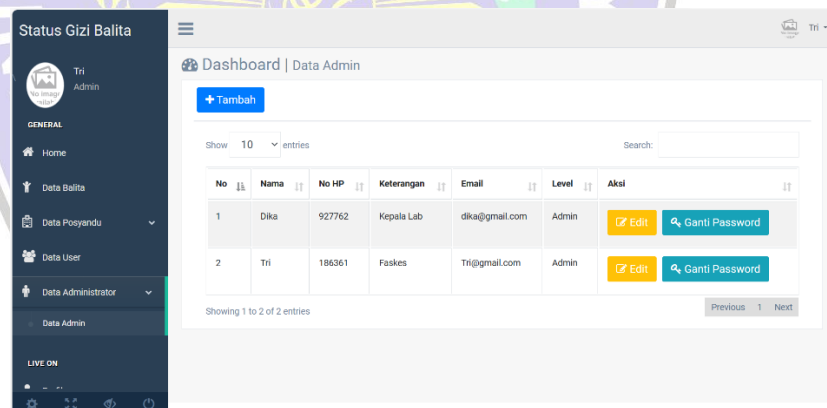 Status Gizi Balita
Tri
Tri
Admin
GENERAL
Home
Data Balita
Data Posyandu
Data User
Data Administrator
Data Admin
LIVE ON
Dashboard | Data Admin
+ Tambah
Show 10 entries
Search:
No Nama No HP Keterangan Email Level Aksi
1 Dika 927762 Kepala Lab dika@gmail.com Admin Edit Ganti Password
2 Tri 186361 Faskes Tri@gmail.com Admin Edit Ganti Password
Showing 1 to 2 of 2 entries
Previous 1 Next